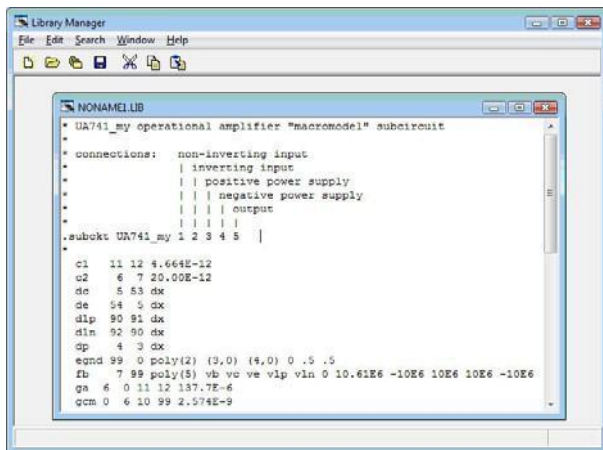 Library Manager
File Edit Search Window Help
NONAME1.LIB
* UA741_my operational amplifier "macromodel" subcircuit
*
* connections:   non-inverting input
*                | inverting input
*                | | positive power supply
*                | | | negative power supply
*                | | | | output
*                | | | | |
.subckt UA741_my 1 2 3 4 5
*
c1   11 12 4.664E-12
c2    6  7 20.00E-12
dc    5 53 dx
de   54  5 dx
dlp  90 91 dx
dln  92 90 dx
dp    4  3 dx
egnd 99  0 poly(2) (3,0) (4,0) 0 .5 .5
fb    7 99 poly(5) vb vc ve vlp vln 0 10.61E6 -10E6 10E6 10E6 -10E6
ga  6  0 11 12 137.7E-6
gcm 0  6 10 99 2.574E-9